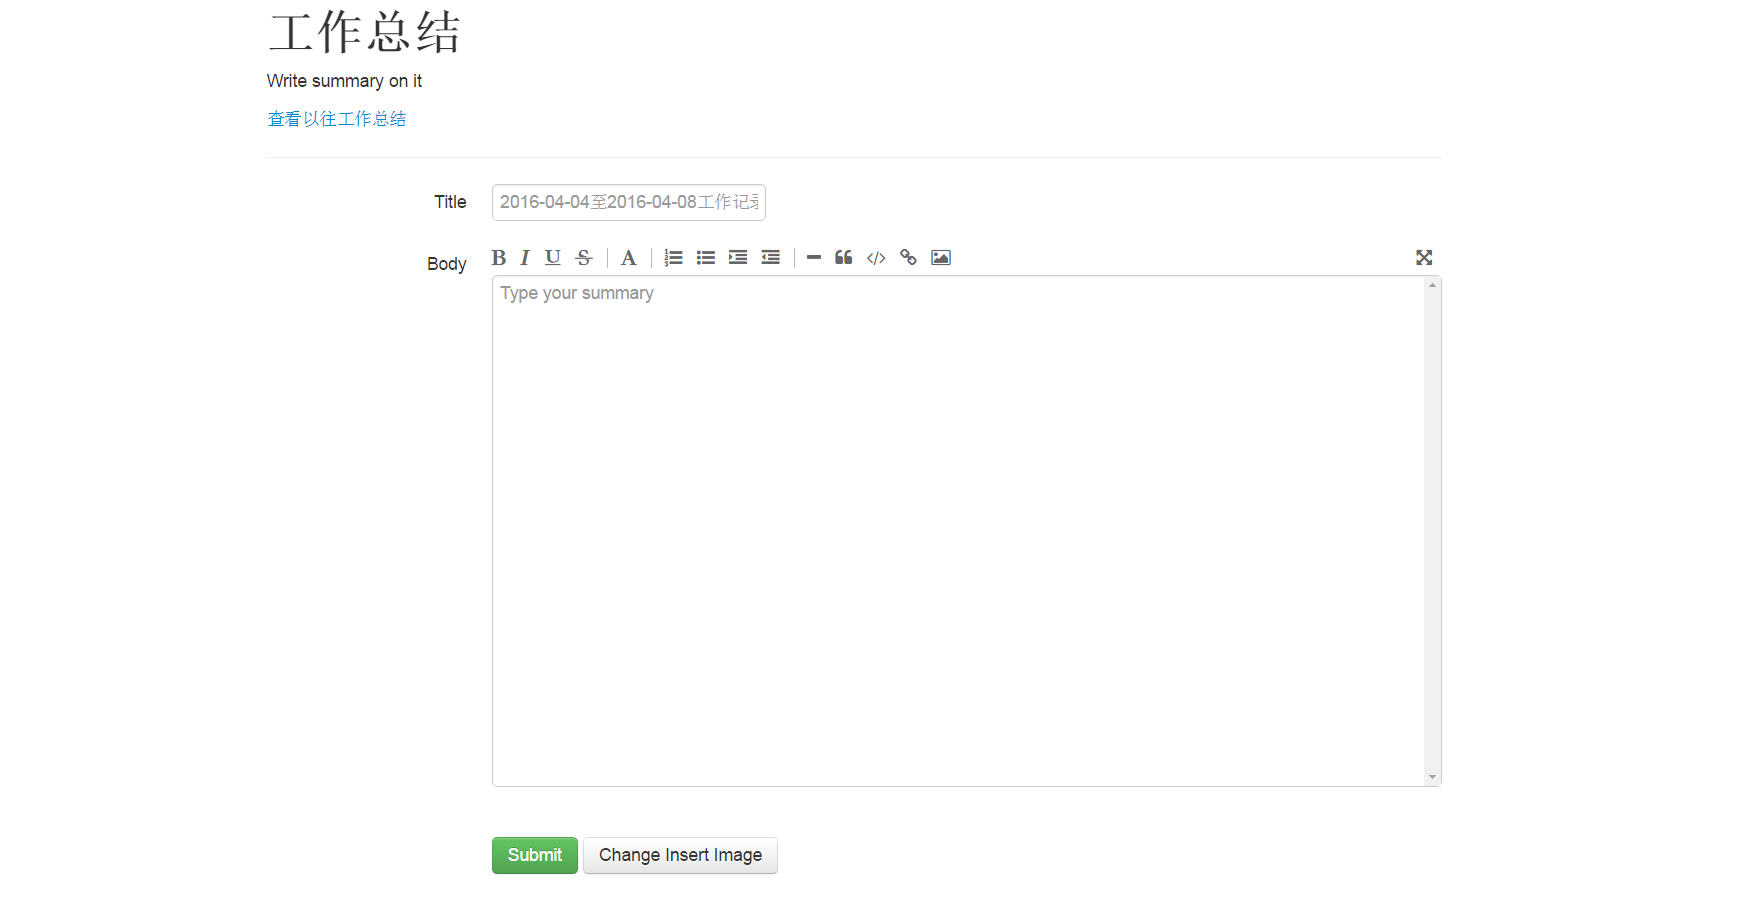 工作总结
Write summary on it
查看以往工作总结
Title 2016-04-04至2016-04-08工作记录
Body B I U S A
Type your summary
Submit Change Insert Image